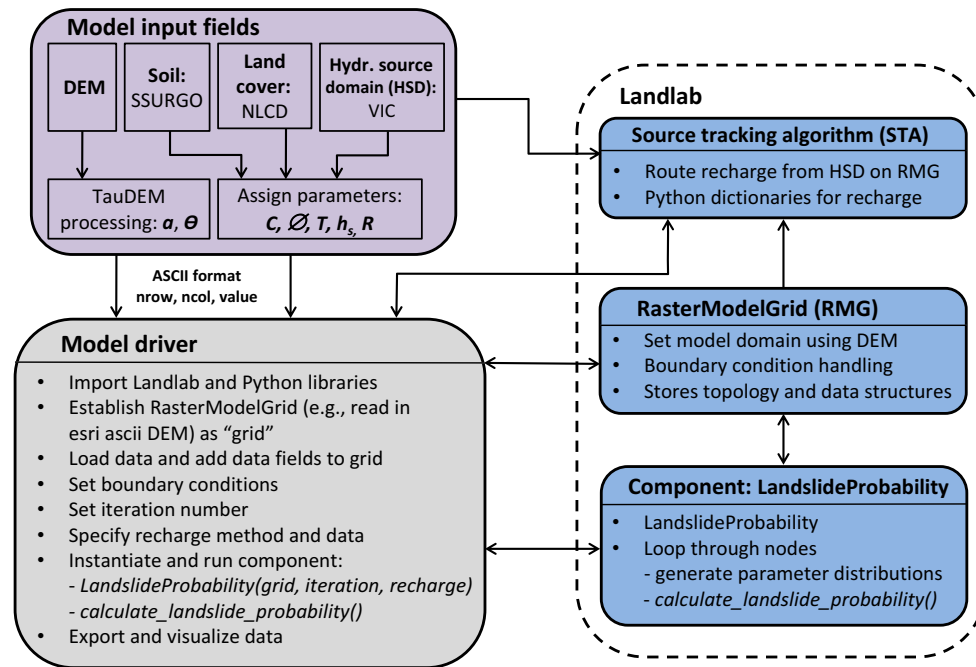 Model input fields
DEM
Soil:
SSURGO
Land
cover:
NLCD
Hydr. source
domain (HSD):
VIC
TauDEM
processing: a, ϴ
Assign parameters:
C, Ø, T, hs, R
ASCII format
nrow, ncol, value
Model driver
• Import Landlab and Python libraries
• Establish RasterModelGrid (e.g., read in
esri ascii DEM) as “grid”
• Load data and add data fields to grid
• Set boundary conditions
• Set iteration number
• Specify recharge method and data
• Instantiate and run component:
- LandslideProbability(grid, iteration, recharge)
- calculate_landslide_probability()
• Export and visualize data
Landlab
Source tracking algorithm (STA)
• Route recharge from HSD on RMG
• Python dictionaries for recharge
RasterModelGrid (RMG)
• Set model domain using DEM
• Boundary condition handling
• Stores topology and data structures
Component: LandslideProbability
• LandslideProbability
• Loop through nodes
- generate parameter distributions
- calculate_landslide_probability()